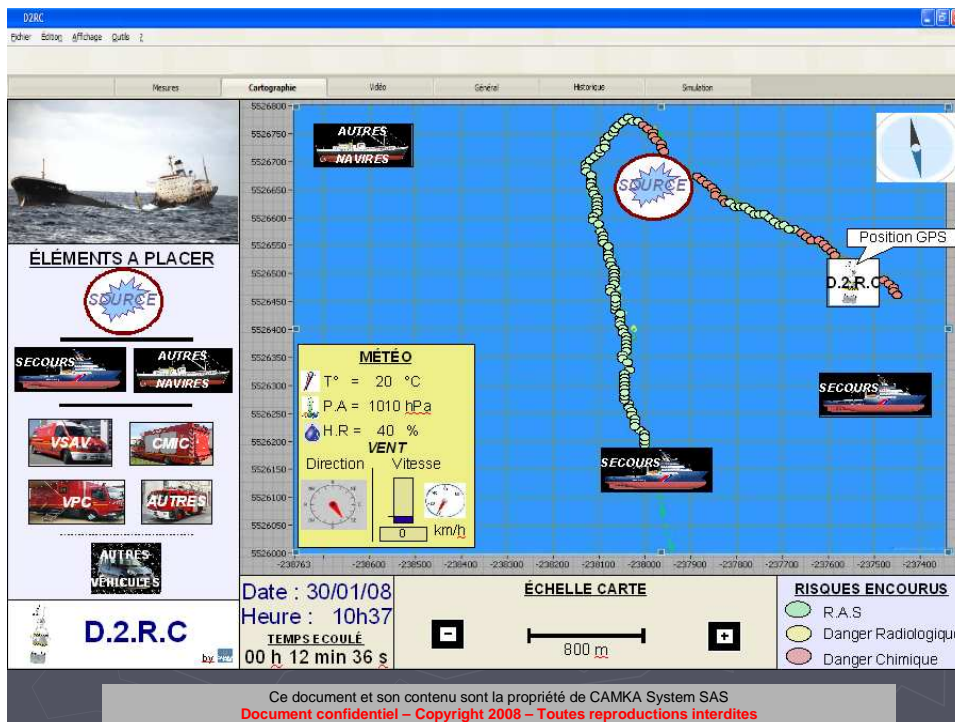 D2RC
Fichier Édition Affichage Outils ?
Mesures Cartographie Vidéo Général Historique Simulation
ÉLÉMENTS A PLACER
SOURCE
SECOURS
AUTRES
NAVIRES
VSAV
CMIC
VPC
AUTRES
AUTRES
VÉHICULES
D.2.R.C
by
5526800
5526750
5526700
5526650
5526600
5526550
5526500
5526450
5526400
5526350
5526300
5526250
5526200
5526150
5526100
5526050
5526000
-238763 -238600 -238500 -238400 -238300 -238200 -238100 -238000 -237900 -237800 -237700 -237600 -237500 -237400
AUTRES
NAVIRES
SOURCE
Position GPS
D.2.R.C
SECOURS
SECOURS
MÉTÉO
T° = 20 °C
P.A = 1010 hPa
H.R = 40 %
VENT
Direction Vitesse
0 km/h
Date : 30/01/08
Heure : 10h37
TEMPS ECOULÉ
00 h 12 min 36 s
ÉCHELLE CARTE
- +
800 m
RISQUES ENCOURUS
R.A.S
Danger Radiologique
Danger Chimique
Ce document et son contenu sont la propriété de CAMKA System SAS
Document confidentiel – Copyright 2008 – Toutes reproductions interdites